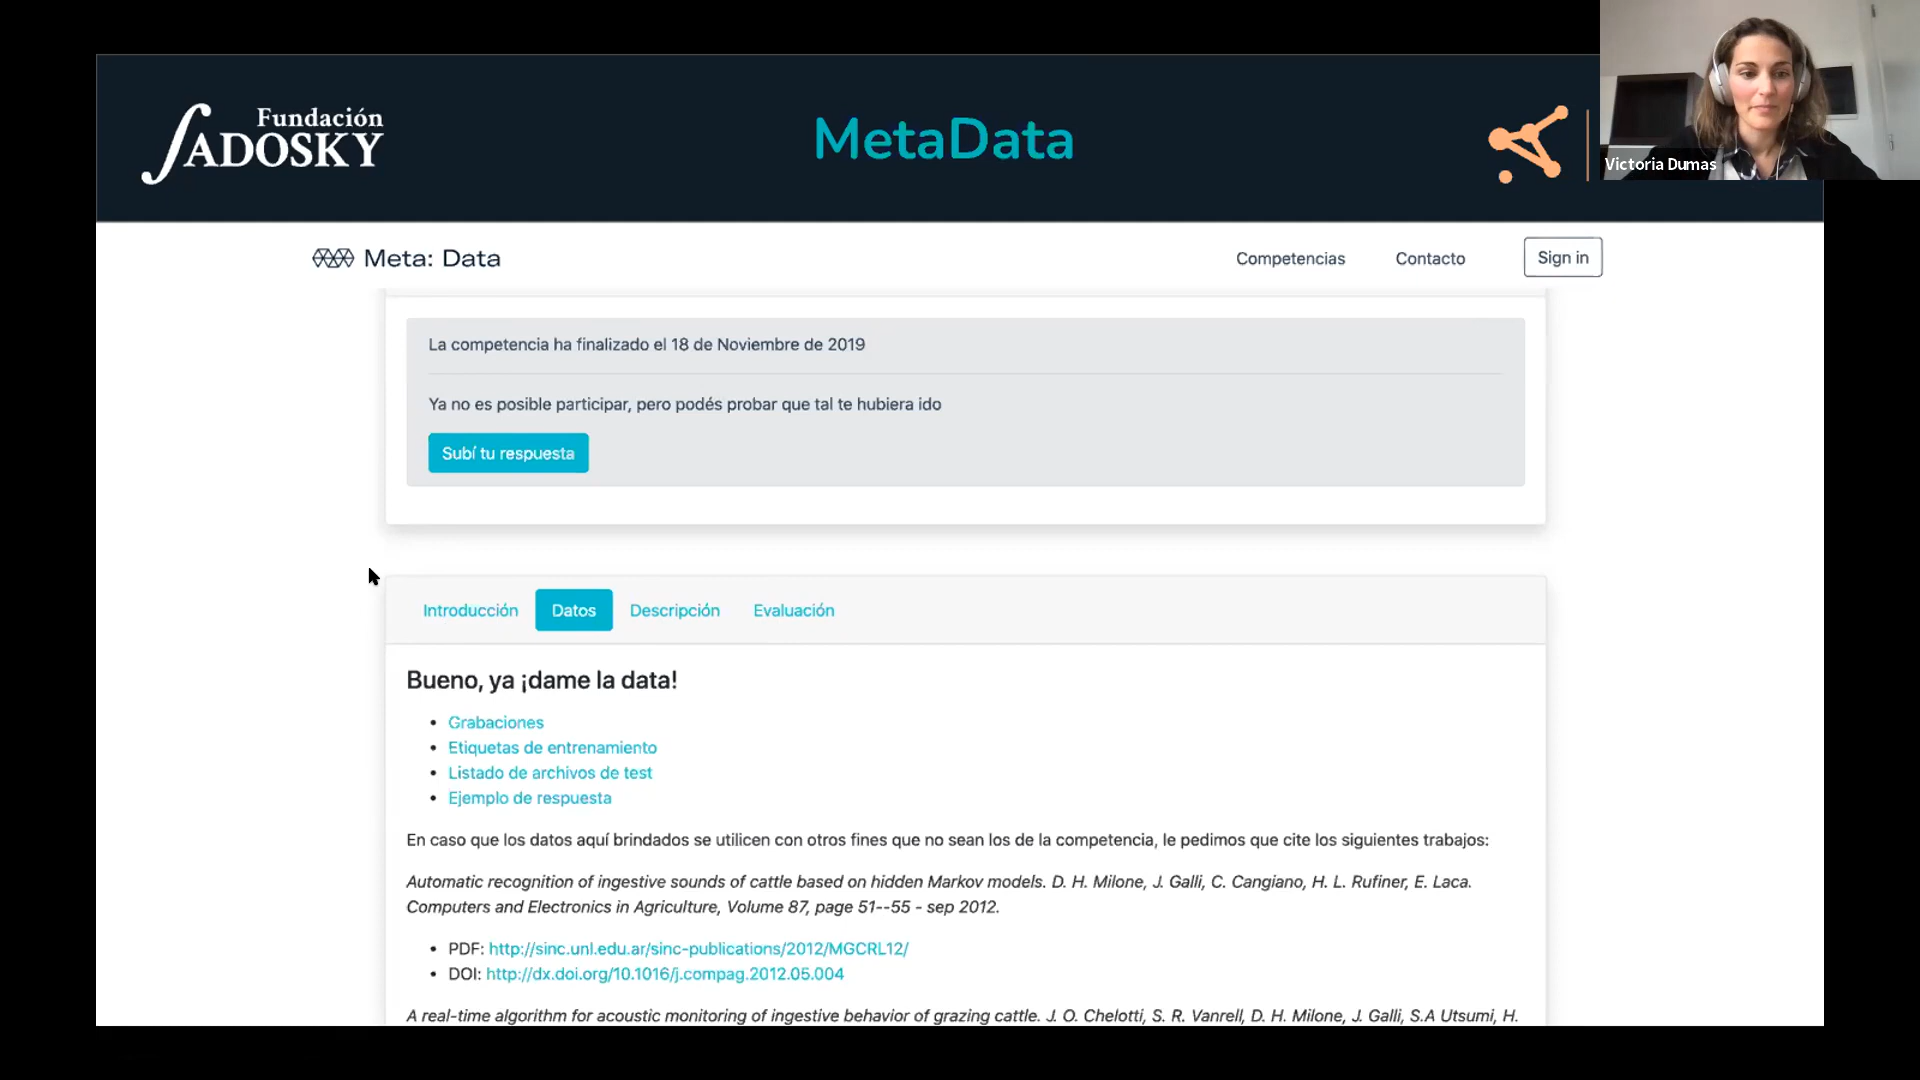 Fundación
SADOSKY
MetaData
Victoria Dumas
Meta: Data
Competencias
Contacto
Sign in
La competencia ha finalizado el 18 de Noviembre de 2019
Ya no es posible participar, pero podés probar que tal te hubiera ido
Subí tu respuesta
Introducción
Datos
Descripción
Evaluación
Bueno, ya ¡dame la data!
• Grabaciones
• Etiquetas de entrenamiento
• Listado de archivos de test
• Ejemplo de respuesta
En caso que los datos aquí brindados se utilicen con otros fines que no sean los de la competencia, le pedimos que cite los siguientes trabajos:
Automatic recognition of ingestive sounds of cattle based on hidden Markov models. D. H. Milone, J. Galli, C. Cangiano, H. L. Rufiner, E. Laca.
Computers and Electronics in Agriculture, Volume 87, page 51--55 - sep 2012.
• PDF: http://sinc.unl.edu.ar/sinc-publications/2012/MGCRL12/
• DOI: http://dx.doi.org/10.1016/j.compag.2012.05.004
A real-time algorithm for acoustic monitoring of ingestive behavior of grazing cattle. J. O. Chelotti, S. R. Vanrell, D. H. Milone, J. Galli, S.A Utsumi, H.